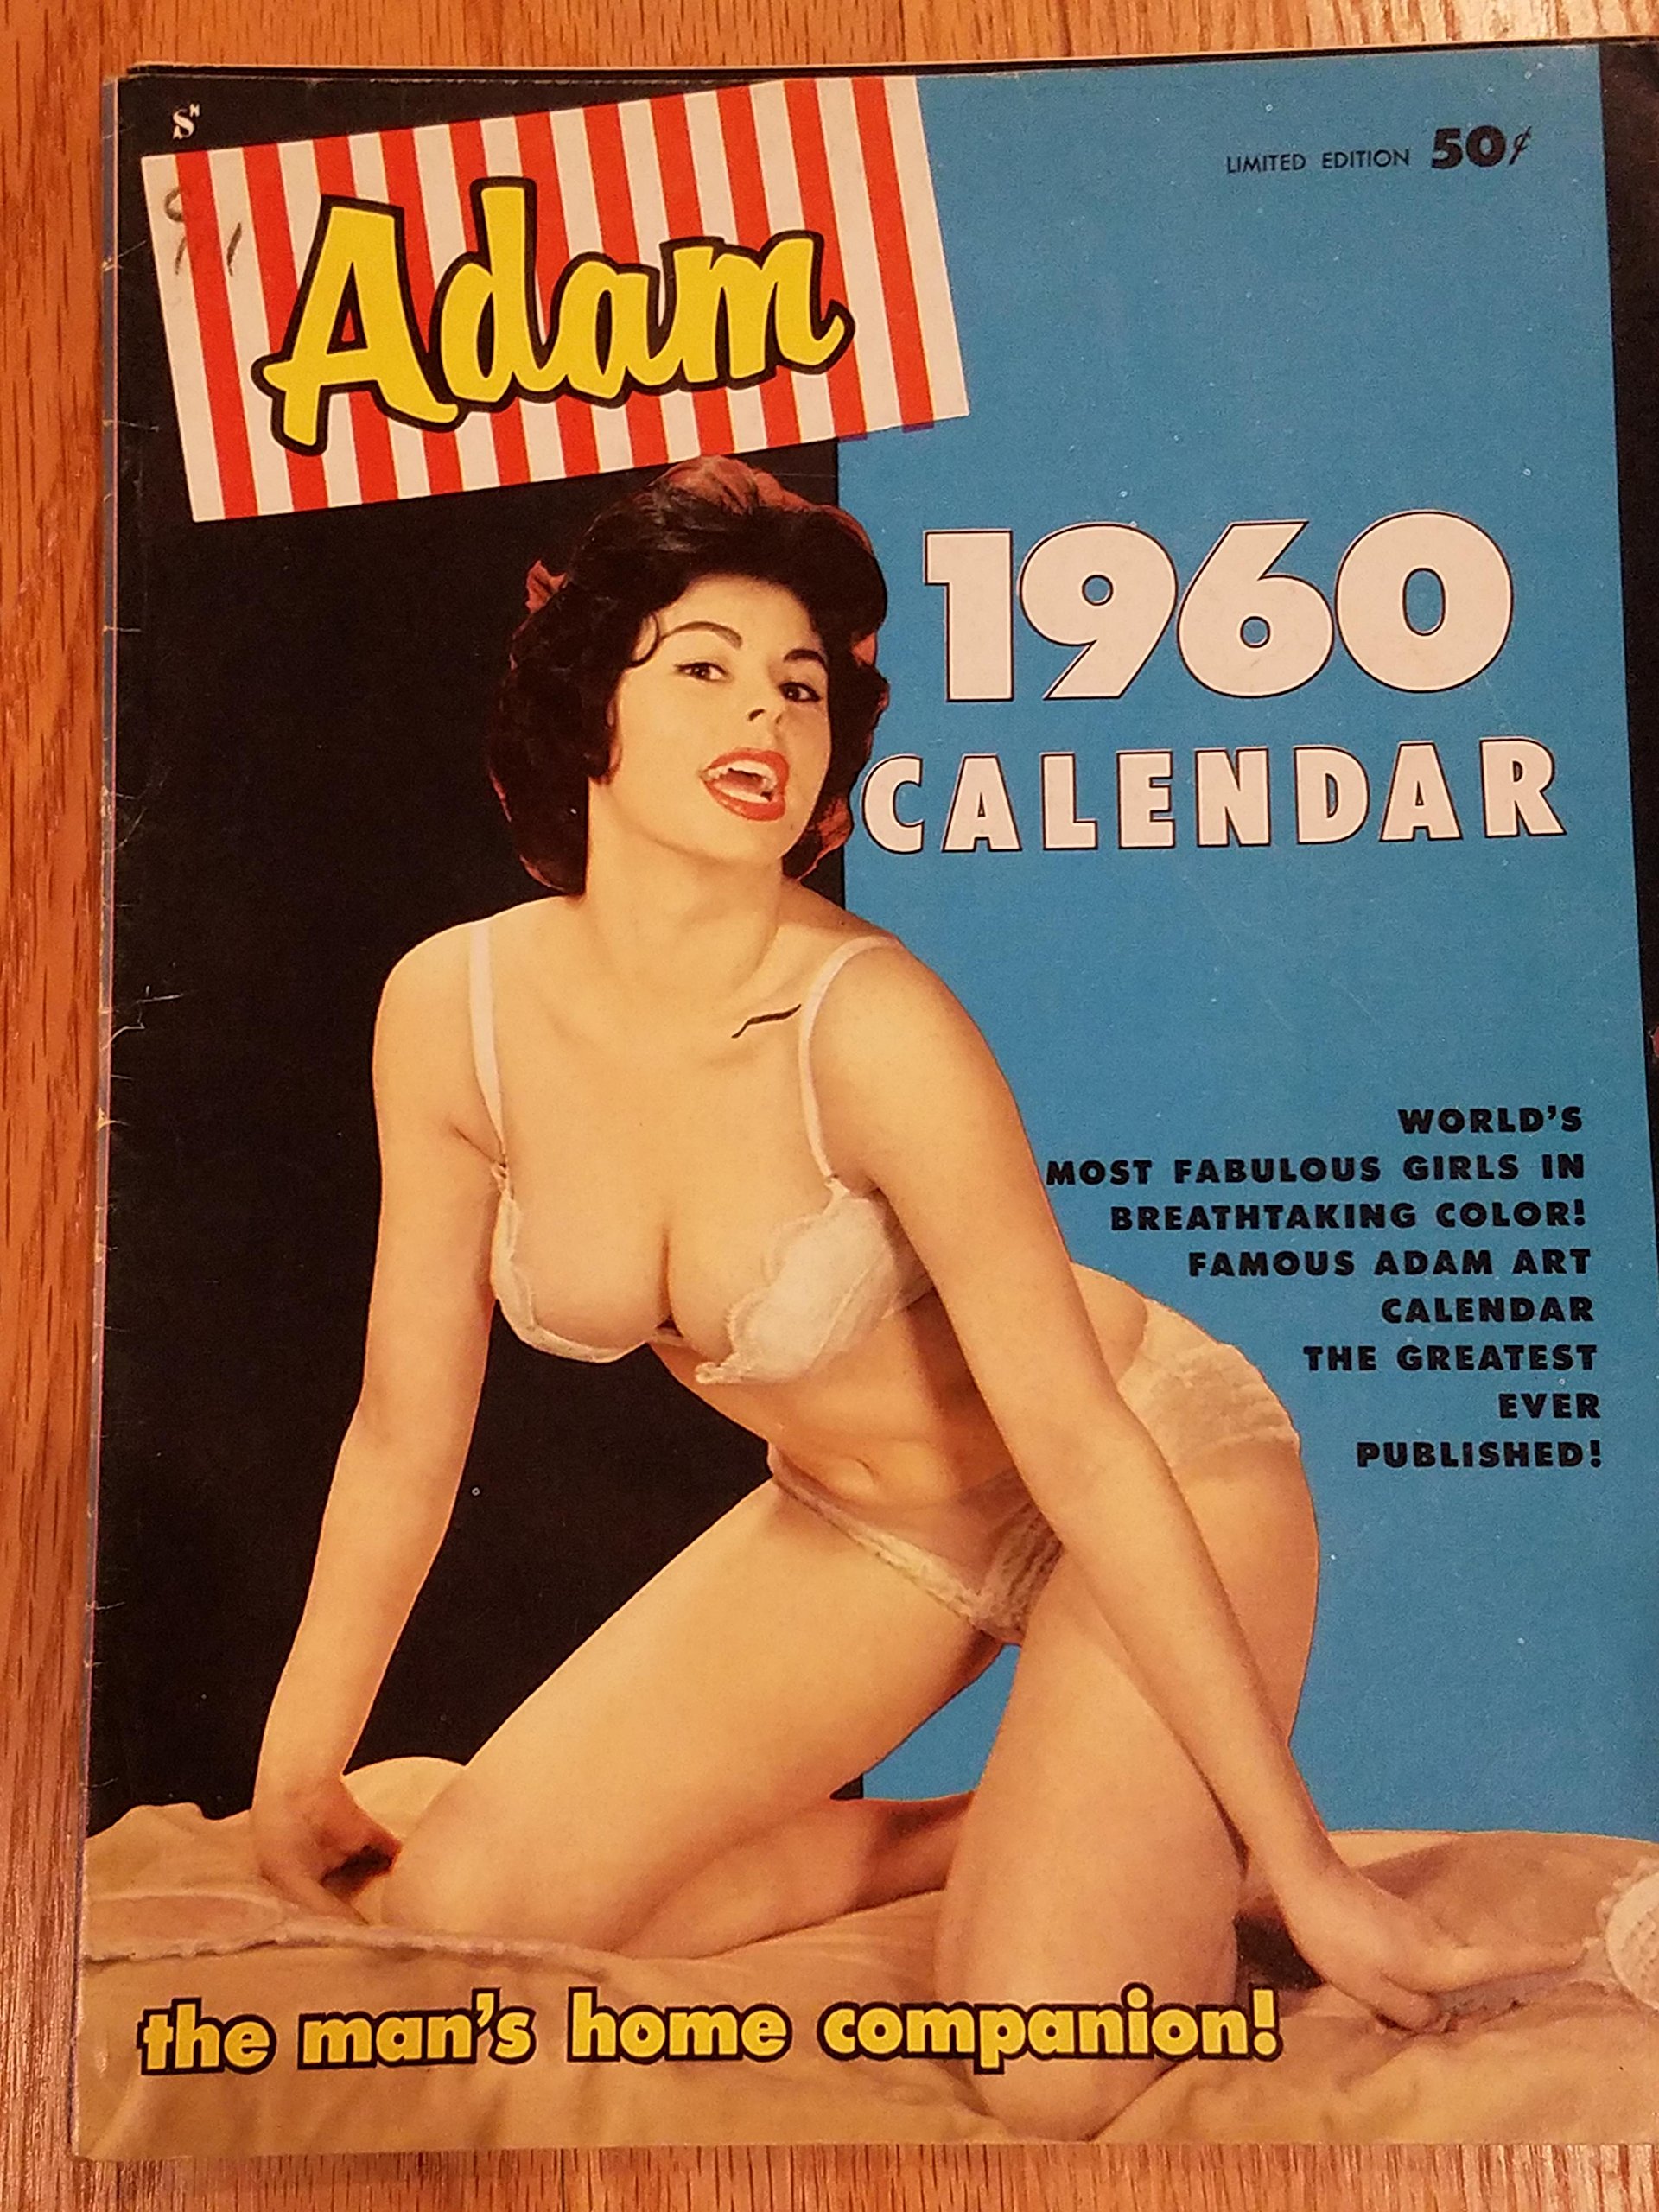 Adam
LIMITED EDITION 50¢
1960
CALENDAR
WORLD'S
MOST FABULOUS GIRLS IN
BREATHTAKING COLOR!
FAMOUS ADAM ART
CALENDAR
THE GREATEST
EVER
PUBLISHED!
the man's home companion!